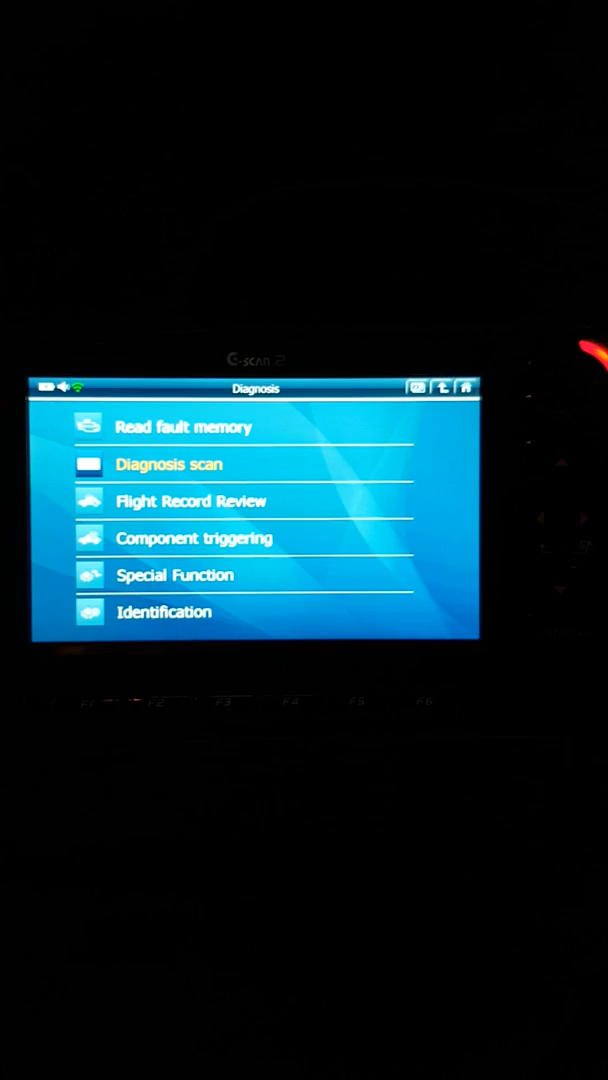 G-SCAN 2
Diagnosis
Read fault memory
Diagnosis scan
Flight Record Review
Component triggering
Special Function
Identification
F1 F2 F3 F4 F5 F6